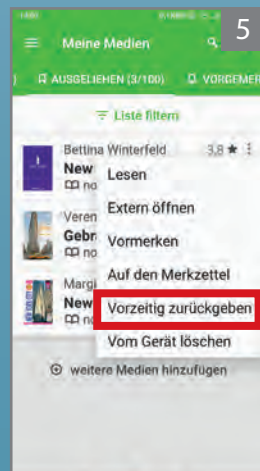 5
Meine Medien
AUSGELIEHEN (3/100)
VORGEMER
Liste filtern
Bettina Winterfeld 3,8 ★
New
Lesen
Extern öffnen
Veren
Gebr
Vormerken
Auf den Merkzettel
Margi
New
Vorzeitig zurückgeben
Vom Gerät löschen
weitere Medien hinzufügen